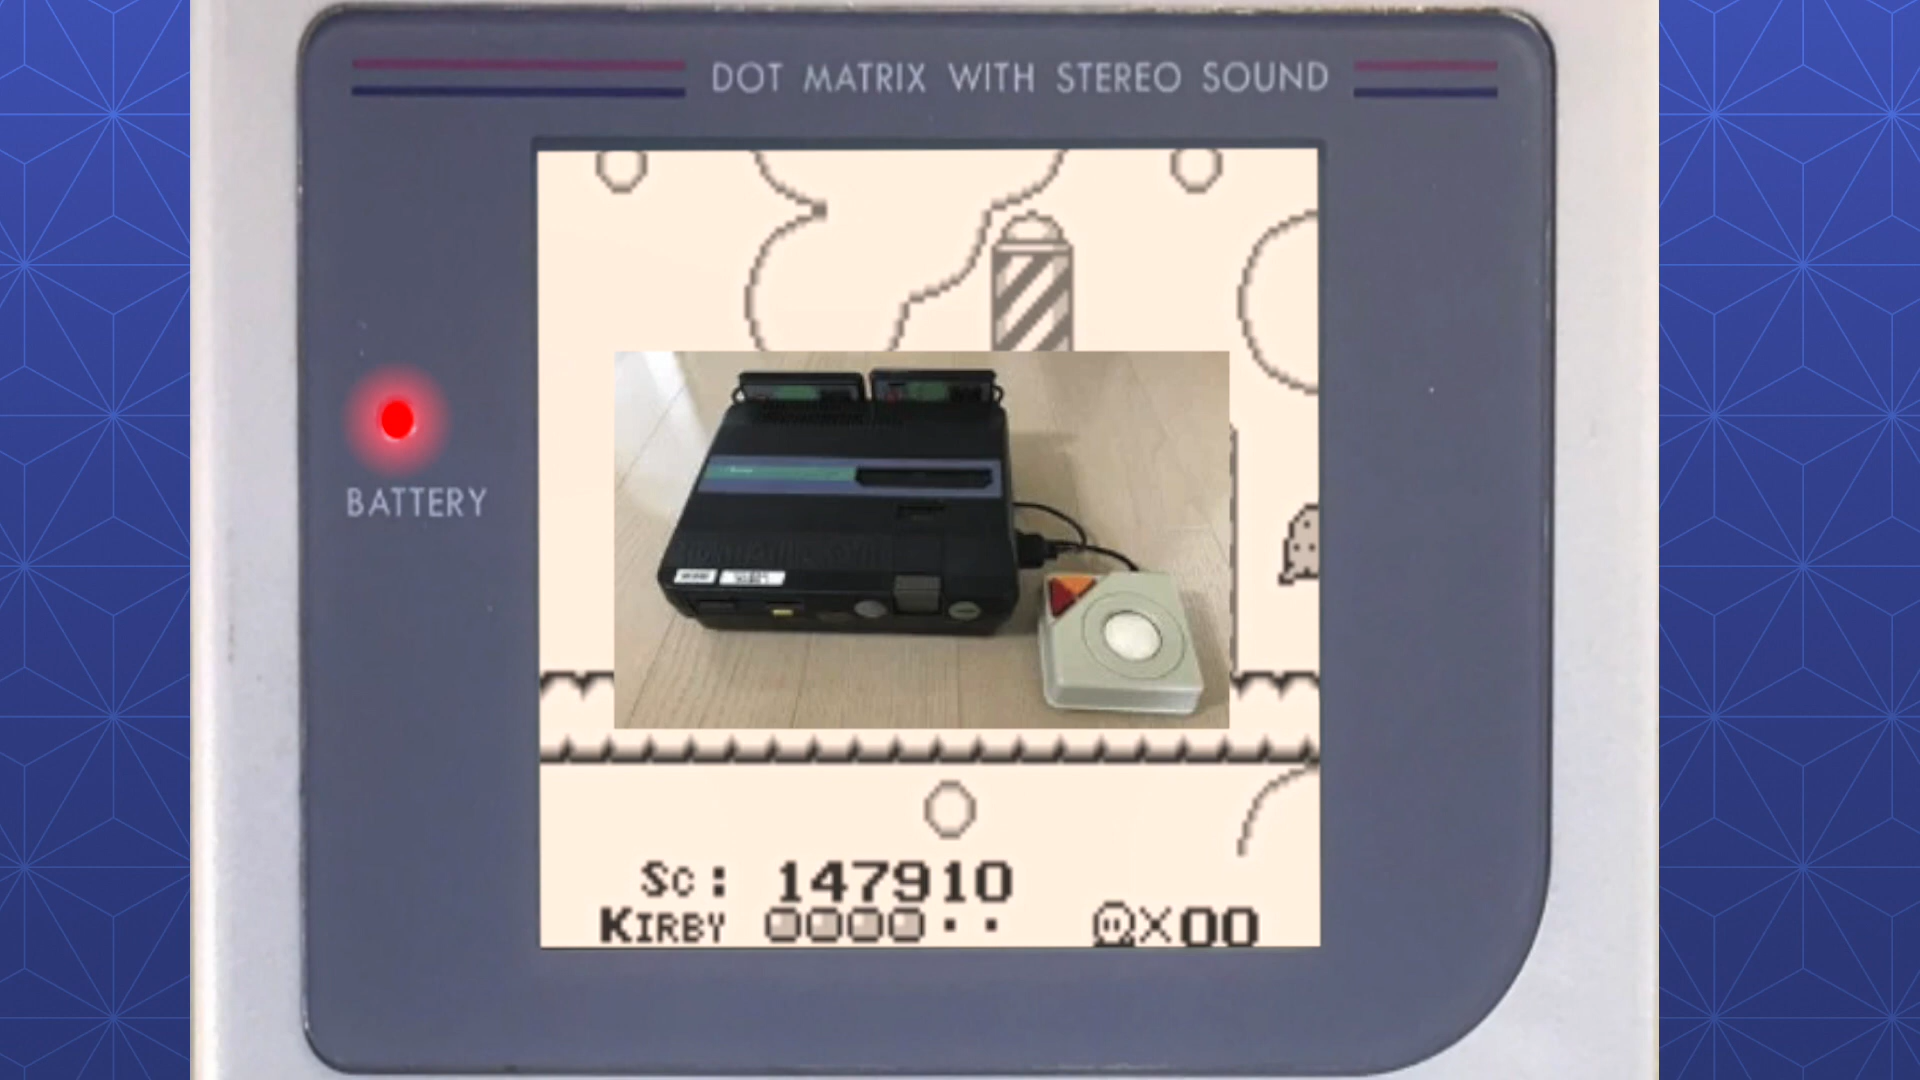 DOT MATRIX WITH STEREO SOUND
BATTERY
Sc: 147910
KIRBY ×00